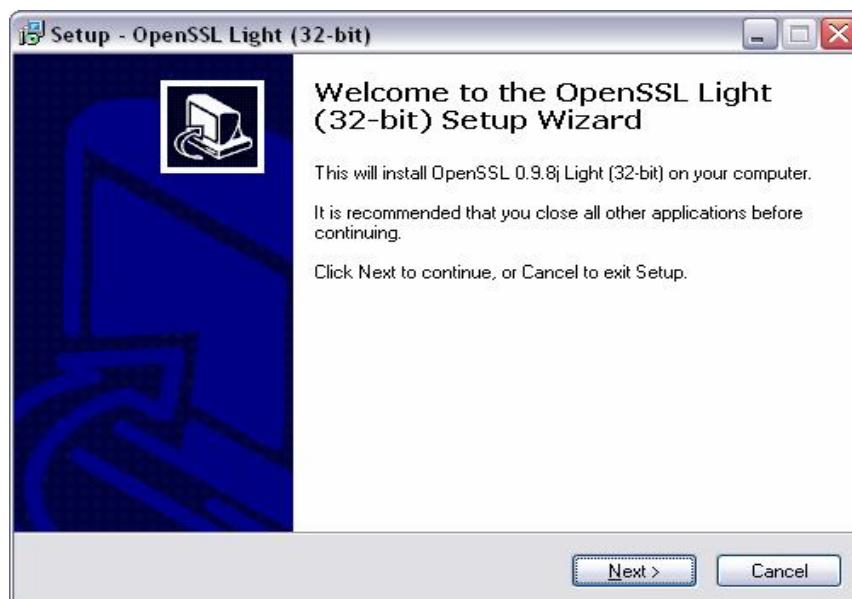 Setup - OpenSSL Light (32-bit)
Welcome to the OpenSSL Light
(32-bit) Setup Wizard
This will install OpenSSL 0.9.8j Light (32-bit) on your computer.
It is recommended that you close all other applications before
continuing.
Click Next to continue, or Cancel to exit Setup.
Next >
Cancel